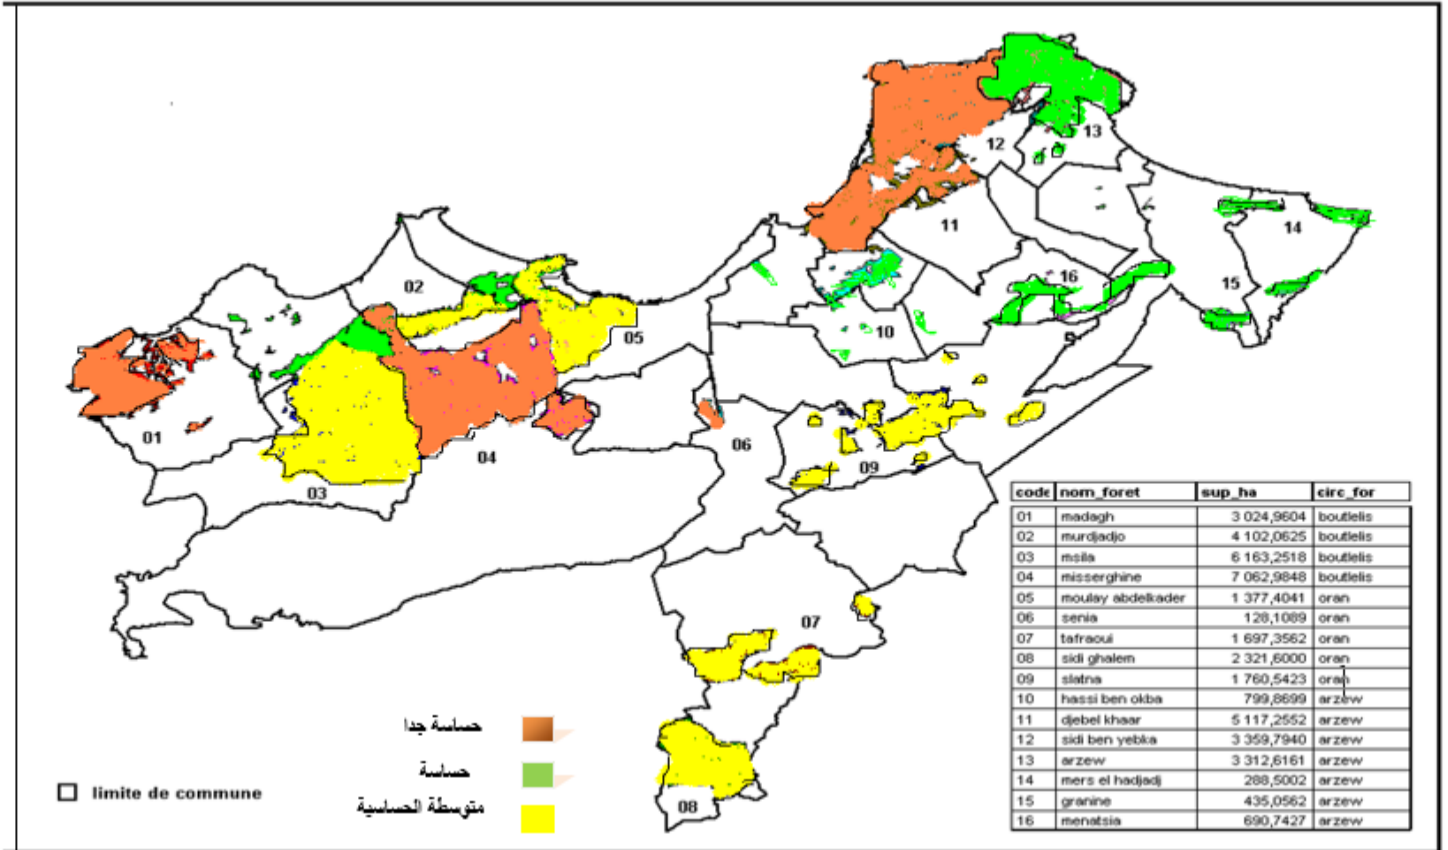 13
12
14
11
16
02
15
10
05
01
06
04
09
03
code nom_foret sup_ha circ_for
01 madagh 3 024,9604 boutlelis
02 murdjadjo 4 102,0625 boutlelis
03 msila 6 163,2518 boutlelis
04 misserghine 7 062,9848 boutlelis
05 moulay abdelkader 1 377,4041 oran
06 senia 128,1089 oran
07 tafraoui 1 697,3562 oran
08 sidi ghalem 2 321,6000 oran
09 slatna 1 760,5423 oran
10 hassi ben okba 799,8699 arzew
11 djebel khaar 5 117,2552 arzew
12 sidi ben yebka 3 359,7940 arzew
13 arzew 3 312,6161 arzew
14 mers el hadjadj 288,5002 arzew
15 granine 435,0562 arzew
16 menatsia 690,7427 arzew
07
حساسة جدا
حساسة
متوسطة الحساسية
limite de commune
08